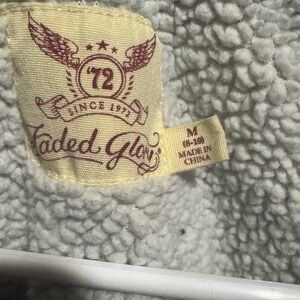 '72
SINCE 1972
Faded Glory
M
(8-10)
MADE IN
CHINA